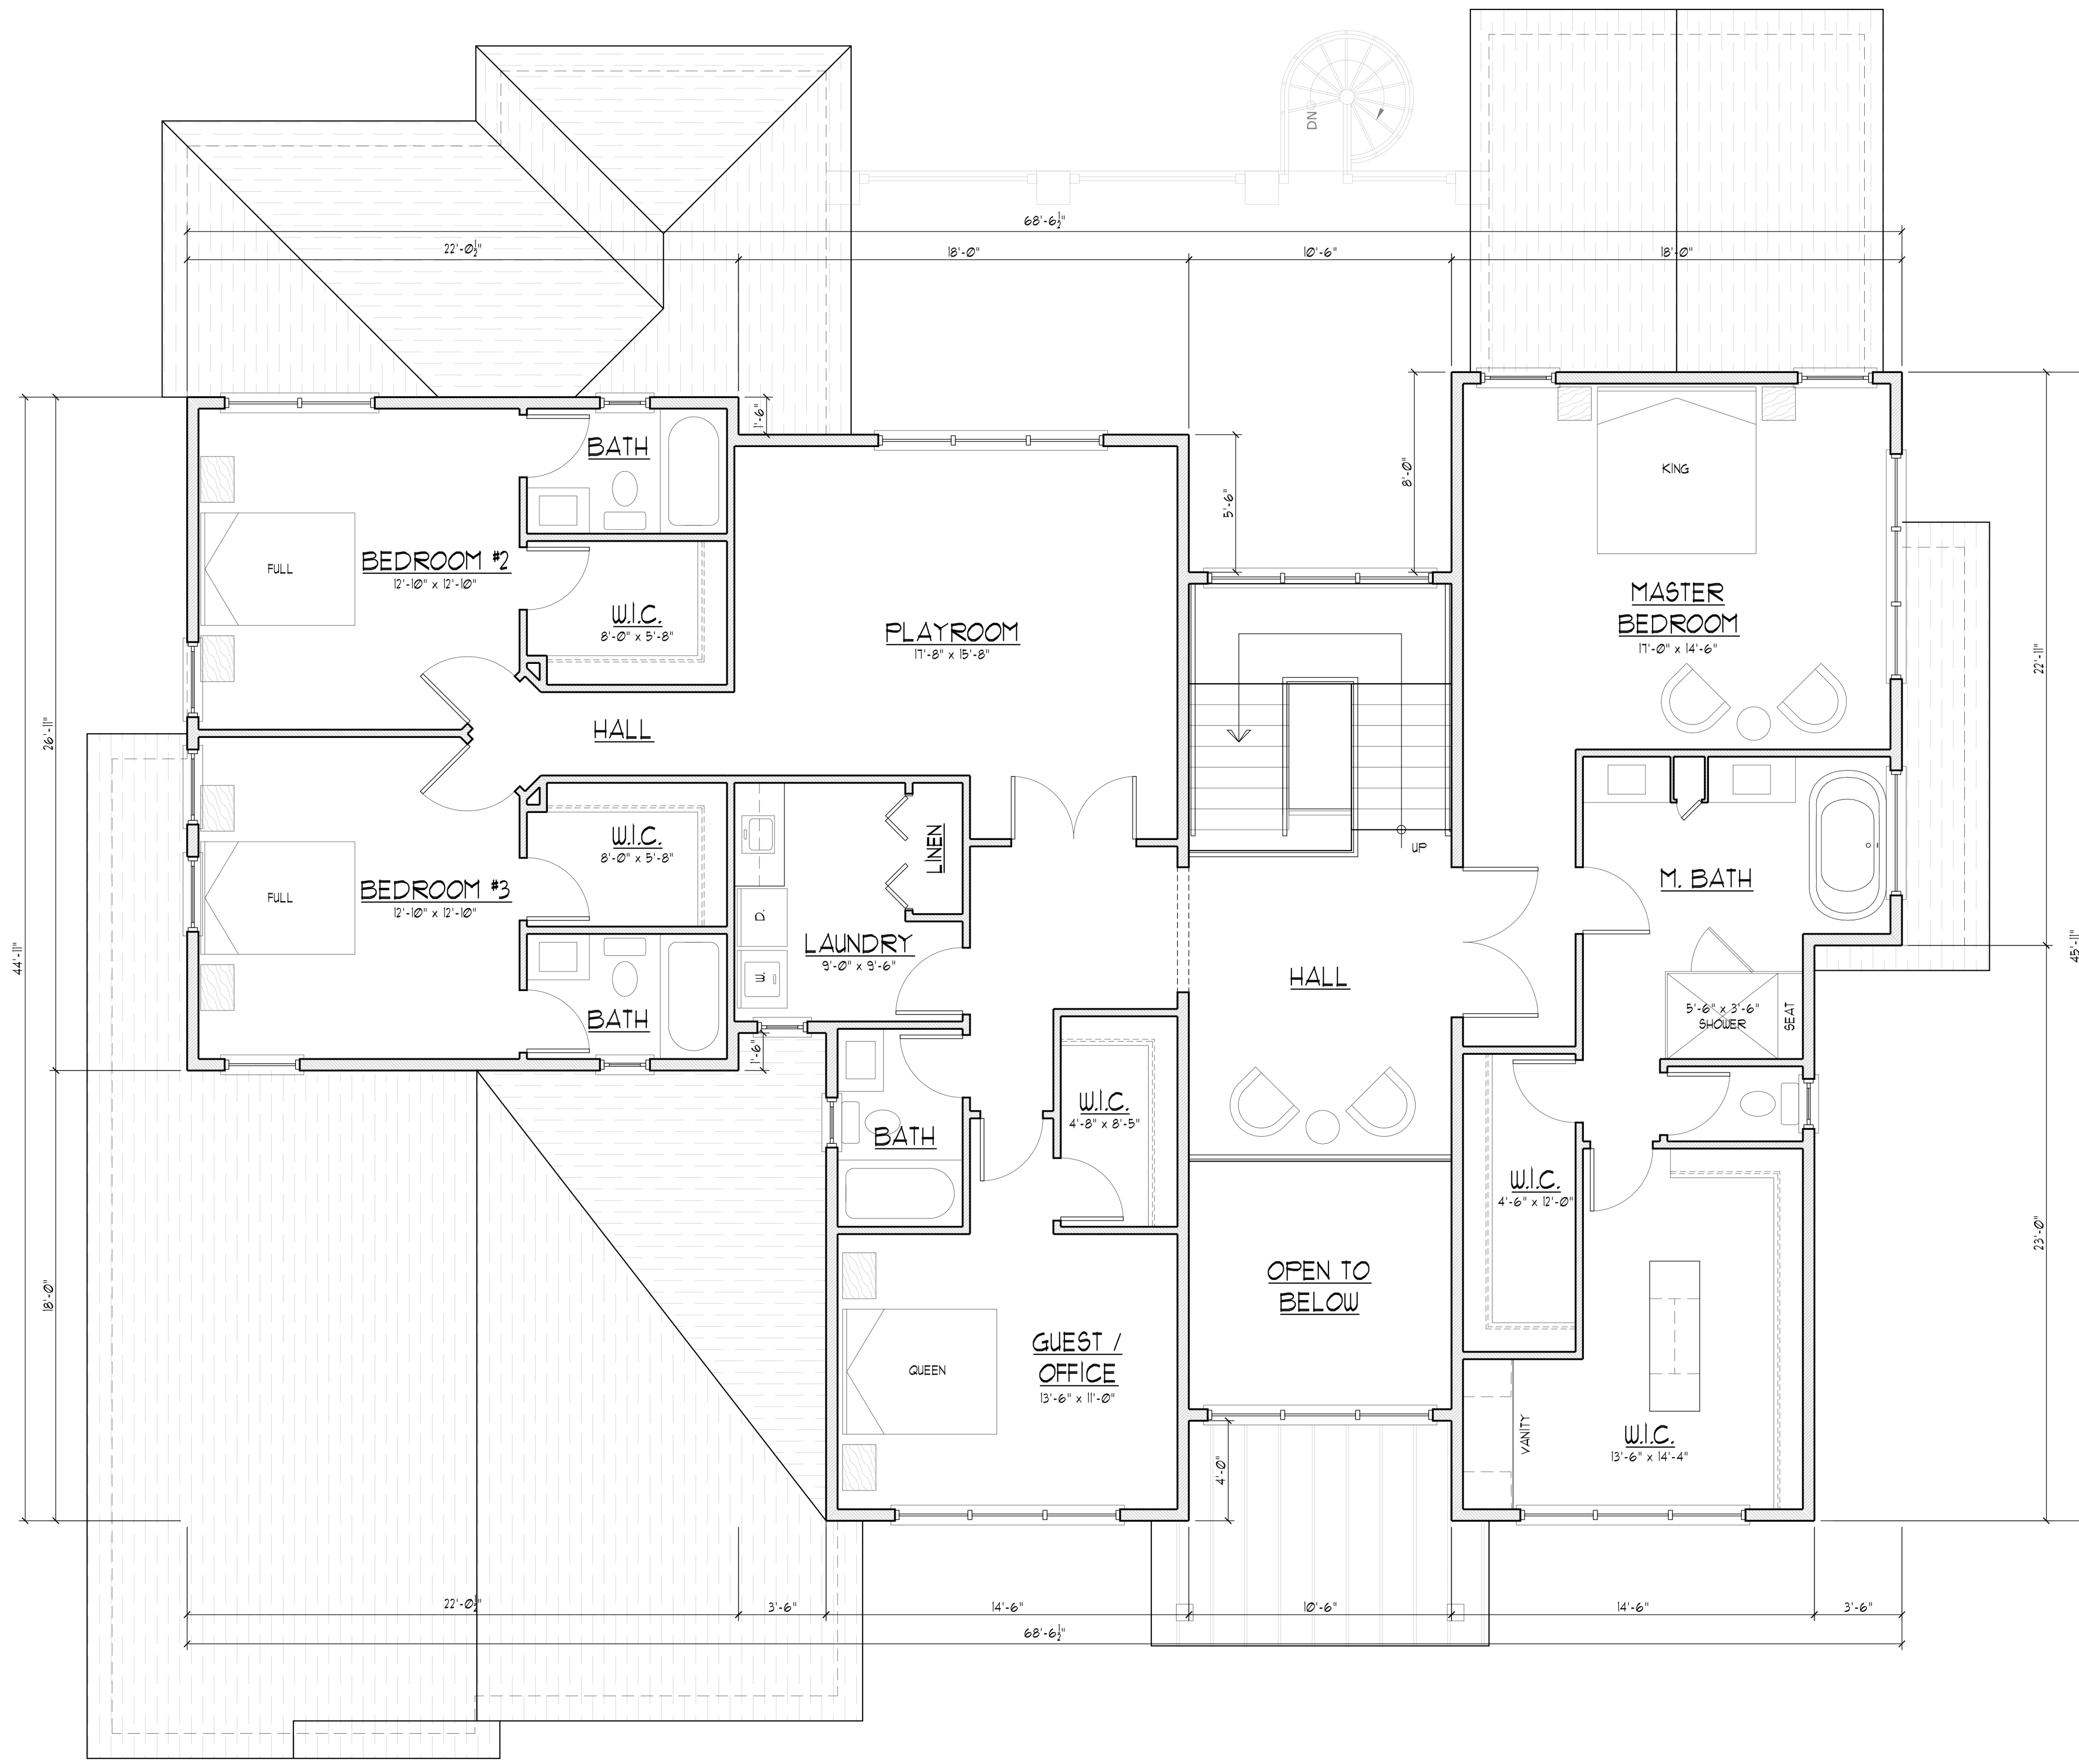 DN
68'-6½"
22'-0½"
18'-0"
10'-6"
18'-0"
1'-6"
5'-6"
8'-0"
BATH
KING
BEDROOM #2
12'-10" x 12'-10"
FULL
W.I.C.
8'-0" x 5'-8"
PLAYROOM
17'-8" x 15'-8"
MASTER
BEDROOM
17'-0" x 14'-6"
22'-11"
26'-11"
HALL
W.I.C.
8'-0" x 5'-8"
LINEN
UP
BEDROOM #3
12'-10" x 12'-10"
FULL
M. BATH
D.
LAUNDRY
9'-0" x 9'-6"
W.
44'-11"
45'-11"
HALL
BATH
5'-6" x 3'-6"
SHOWER
SEAT
1'-6"
W.I.C.
4'-8" x 8'-5"
BATH
W.I.C.
4'-6" x 12'-0"
23'-0"
18'-0"
OPEN TO
BELOW
GUEST /
OFFICE
13'-6" x 11'-0"
QUEEN
VANITY
W.I.C.
13'-6" x 14'-4"
4'-0"
22'-0½"
3'-6"
14'-6"
10'-6"
14'-6"
3'-6"
68'-6½"